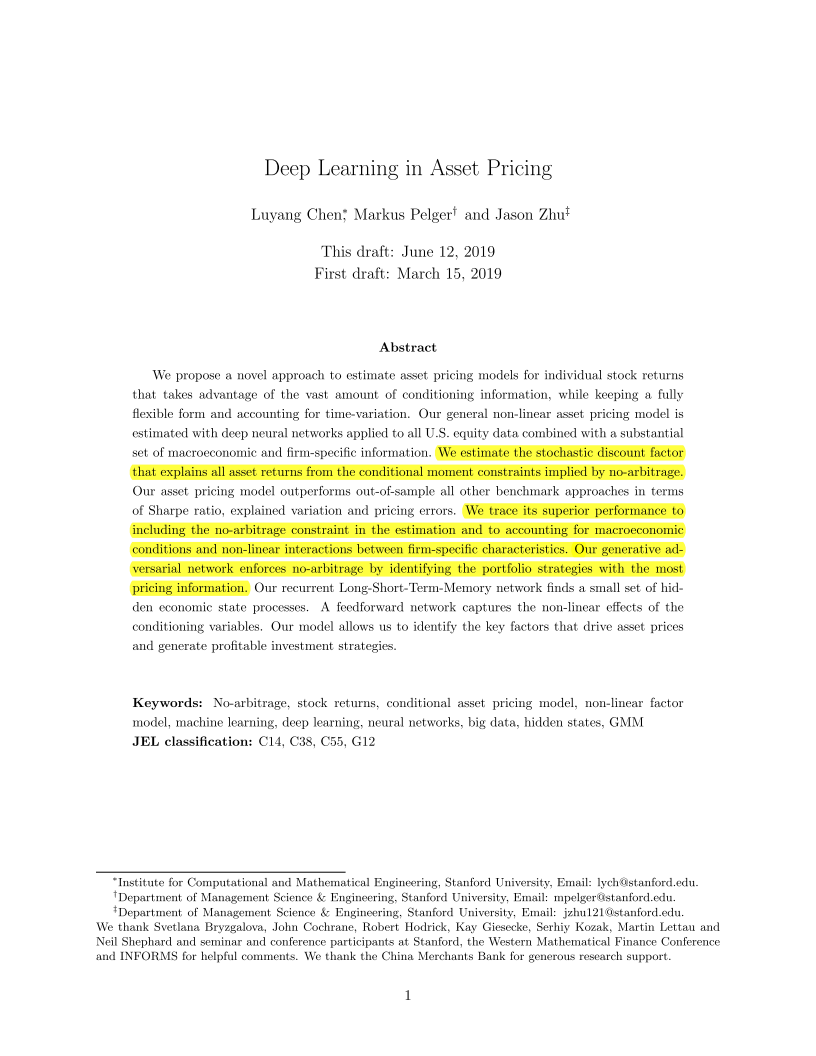 Deep Learning in Asset Pricing
Luyang Chen,* Markus Pelger† and Jason Zhu‡
This draft: June 12, 2019
First draft: March 15, 2019
Abstract
We propose a novel approach to estimate asset pricing models for individual stock returns
that takes advantage of the vast amount of conditioning information, while keeping a fully
flexible form and accounting for time-variation. Our general non-linear asset pricing model is
estimated with deep neural networks applied to all U.S. equity data combined with a substantial
set of macroeconomic and firm-specific information. We estimate the stochastic discount factor
that explains all asset returns from the conditional moment constraints implied by no-arbitrage.
Our asset pricing model outperforms out-of-sample all other benchmark approaches in terms
of Sharpe ratio, explained variation and pricing errors. We trace its superior performance to
including the no-arbitrage constraint in the estimation and to accounting for macroeconomic
conditions and non-linear interactions between firm-specific characteristics. Our generative ad-
versarial network enforces no-arbitrage by identifying the portfolio strategies with the most
pricing information. Our recurrent Long-Short-Term-Memory network finds a small set of hid-
den economic state processes. A feedforward network captures the non-linear effects of the
conditioning variables. Our model allows us to identify the key factors that drive asset prices
and generate profitable investment strategies.
Keywords: No-arbitrage, stock returns, conditional asset pricing model, non-linear factor
model, machine learning, deep learning, neural networks, big data, hidden states, GMM
JEL classification: C14, C38, C55, G12
*Institute for Computational and Mathematical Engineering, Stanford University, Email: lych@stanford.edu.
†Department of Management Science & Engineering, Stanford University, Email: mpelger@stanford.edu.
‡Department of Management Science & Engineering, Stanford University, Email: jzhu121@stanford.edu.
We thank Svetlana Bryzgalova, John Cochrane, Robert Hodrick, Kay Giesecke, Serhiy Kozak, Martin Lettau and
Neil Shephard and seminar and conference participants at Stanford, the Western Mathematical Finance Conference
and INFORMS for helpful comments. We thank the China Merchants Bank for generous research support.
1